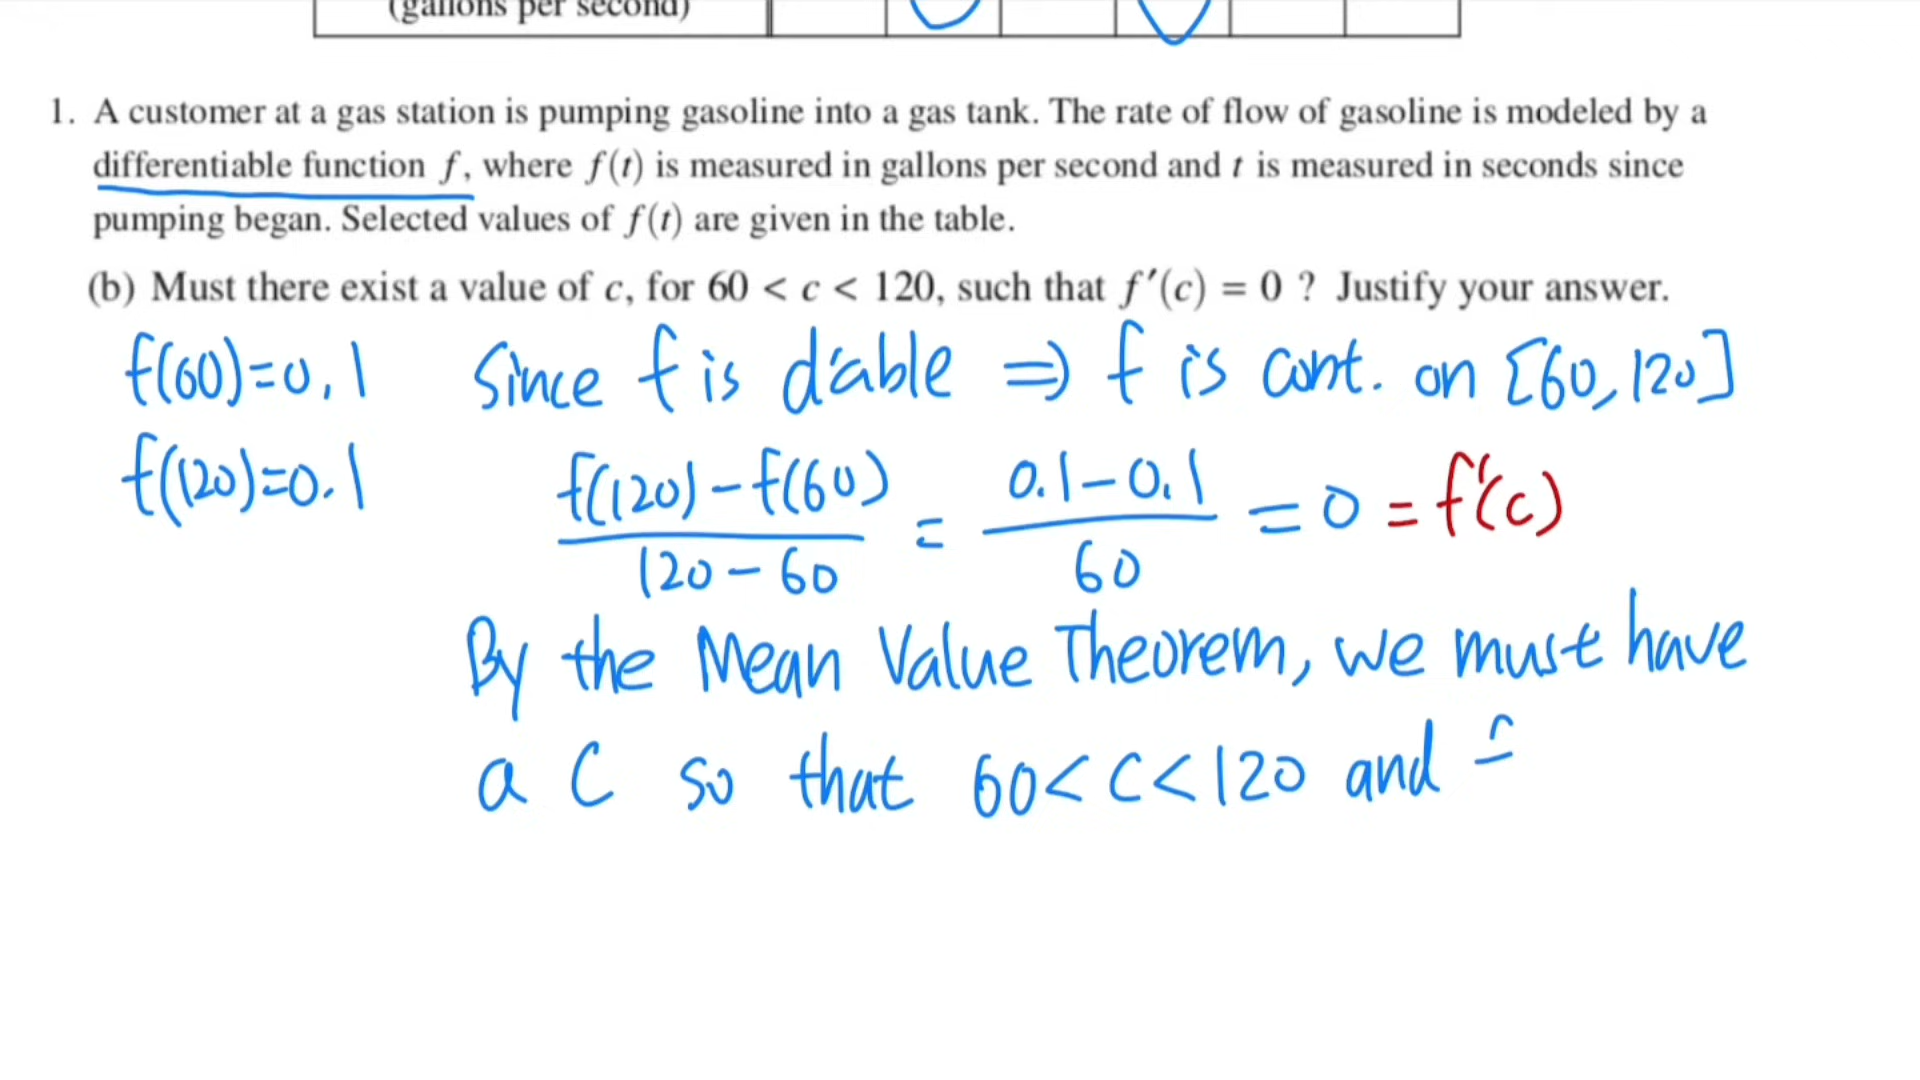 (gallons per second)
1. A customer at a gas station is pumping gasoline into a gas tank. The rate of flow of gasoline is modeled by a
differentiable function f, where f(t) is measured in gallons per second and t is measured in seconds since
pumping began. Selected values of f(t) are given in the table.
(b) Must there exist a value of c, for 60 < c < 120, such that f′(c) = 0 ? Justify your answer.
f(60)=0.1 Since f is d'able ⇒ f is cont. on [60,120]
f(120)=0.1
f(120)-f(60) / 120-60 = 0.1-0.1 / 60 = 0 = f'(c)
By the Mean Value Theorem, we must have
a C so that 60<C<120 and